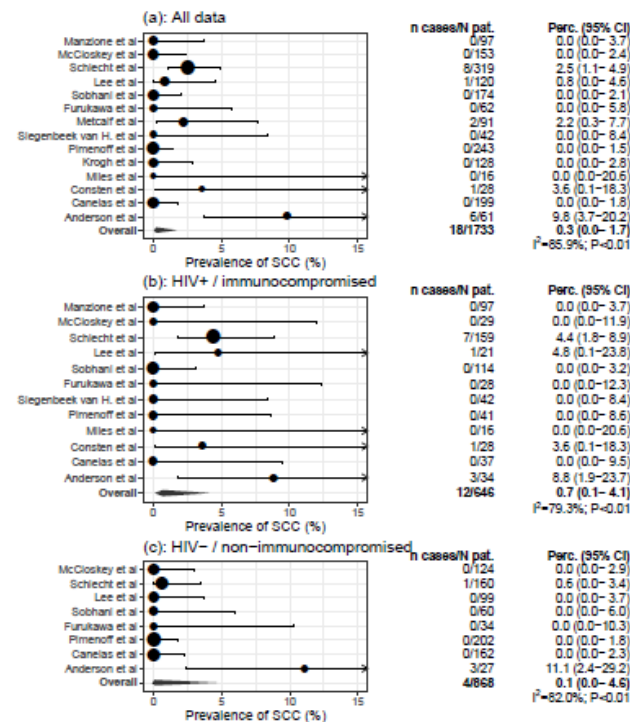 (a): All data
n cases/N pat. Perc. (95% CI)
Manzione et al 0/97 0.0 (0.0− 3.7)
McCloskey et al 0/153 0.0 (0.0− 2.4)
Schlecht et al 8/319 2.5 (1.1− 4.9)
Lee et al 1/120 0.8 (0.0− 4.6)
Sobhani et al 0/174 0.0 (0.0− 2.1)
Furukawa et al 0/62 0.0 (0.0− 5.8)
Metcalf et al 2/91 2.2 (0.3− 7.7)
Siegenbeek van H. et al 0/42 0.0 (0.0− 8.4)
Pimenoff et al 0/243 0.0 (0.0− 1.5)
Krogh et al 0/128 0.0 (0.0− 2.8)
Miles et al 0/16 0.0 (0.0−20.6)
Consten et al 1/28 3.6 (0.1−18.3)
Canelas et al 0/199 0.0 (0.0− 1.8)
Anderson et al 6/61 9.8 (3.7−20.2)
Overall 18/1733 0.3 (0.0− 1.7)
I²=85.9%; P<0.01
0 5 10 15
Prevalence of SCC (%)
(b): HIV+ / immunocompromised
n cases/N pat. Perc. (95% CI)
Manzione et al 0/97 0.0 (0.0− 3.7)
McCloskey et al 0/29 0.0 (0.0−11.9)
Schlecht et al 7/159 4.4 (1.8− 8.9)
Lee et al 1/21 4.8 (0.1−23.8)
Sobhani et al 0/114 0.0 (0.0− 3.2)
Furukawa et al 0/28 0.0 (0.0−12.3)
Siegenbeek van H. et al 0/42 0.0 (0.0− 8.4)
Pimenoff et al 0/41 0.0 (0.0− 8.6)
Miles et al 0/16 0.0 (0.0−20.6)
Consten et al 1/28 3.6 (0.1−18.3)
Canelas et al 0/37 0.0 (0.0− 9.5)
Anderson et al 3/34 8.8 (1.9−23.7)
Overall 12/646 0.7 (0.1− 4.1)
I²=79.3%; P<0.01
0 5 10 15
Prevalence of SCC (%)
(c): HIV− / non−immunocompromised
n cases/N pat. Perc. (95% CI)
McCloskey et al 0/124 0.0 (0.0− 2.9)
Schlecht et al 1/160 0.6 (0.0− 3.4)
Lee et al 0/99 0.0 (0.0− 3.7)
Sobhani et al 0/60 0.0 (0.0− 6.0)
Furukawa et al 0/34 0.0 (0.0−10.3)
Pimenoff et al 0/202 0.0 (0.0− 1.8)
Canelas et al 0/162 0.0 (0.0− 2.3)
Anderson et al 3/27 11.1 (2.4−29.2)
Overall 4/868 0.1 (0.0− 4.6)
I²=82.0%; P<0.01
0 5 10 15
Prevalence of SCC (%)